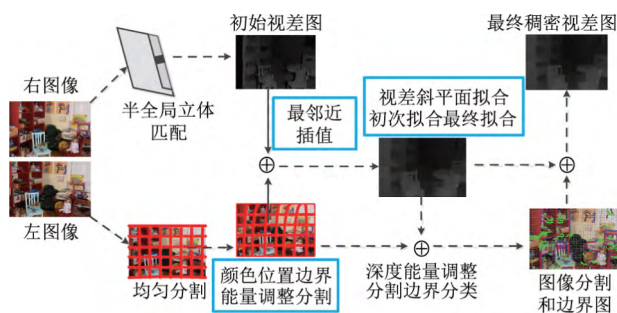 初始视差图
最终稠密视差图
右图像
半全局立体
匹配
最邻近
插值
视差斜平面拟合
初次拟合最终拟合
左图像
均匀分割
颜色位置边界
能量调整分割
深度能量调整
分割边界分类
图像分割
和边界图